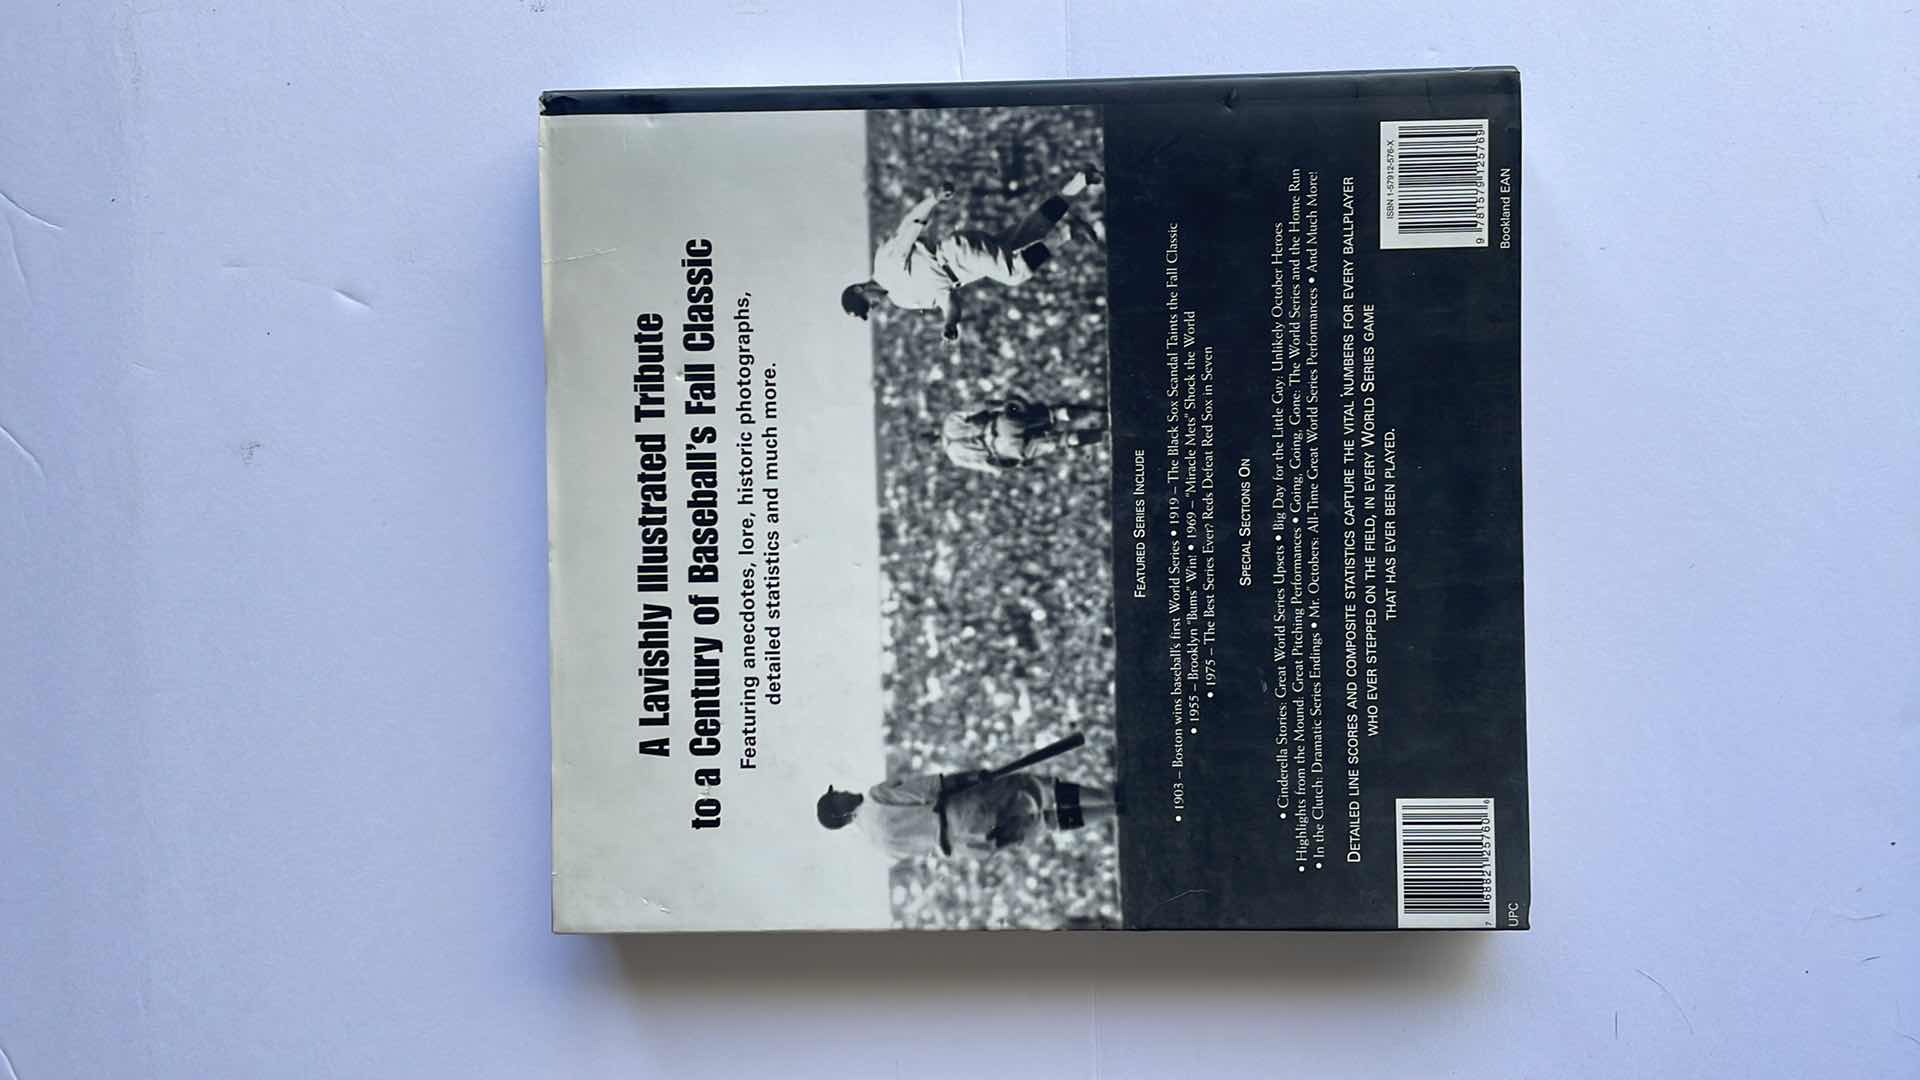 A Lavishly Illustrated Tribute
to a Century of Baseball's Fall Classic
Featuring anecdotes, lore, historic photographs,
detailed statistics and much more.
FEATURED SERIES INCLUDE
• 1903 – Boston wins baseball's first World Series • 1919 – The Black Sox Scandal Taints the Fall Classic
• 1955 – Brooklyn "Bums" Win! • 1969 – "Miracle Mets" Shock the World
• 1975 – The Best Series Ever? Reds Defeat Red Sox in Seven
SPECIAL SECTIONS ON
• Cinderella Stories: Great World Series Upsets • Big Day for the Little Guy: Unlikely October Heroes
• Highlights from the Mound: Great Pitching Performances • Going, Going, Gone: The World Series and the Home Run
• In the Clutch: Dramatic Series Endings • Mr. Octobers: All-Time Great World Series Performances • And Much More!
DETAILED LINE SCORES AND COMPOSITE STATISTICS CAPTURE THE VITAL NUMBERS FOR EVERY BALLPLAYER
WHO EVER STEPPED ON THE FIELD, IN EVERY WORLD SERIES GAME
THAT HAS EVER BEEN PLAYED.
7 68821 25760 6
UPC
ISBN 1-57912-576-X
9 781579 125769
Bookland EAN